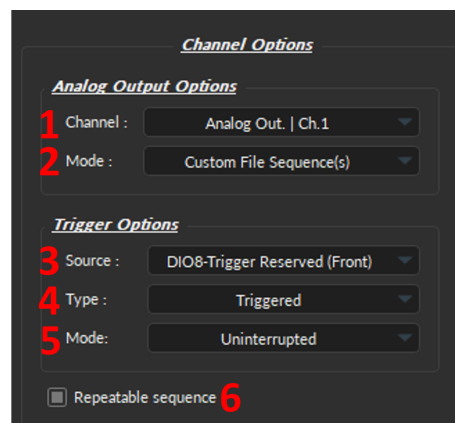 Channel Options
Analog Output Options
1 Channel : Analog Out. | Ch.1
2 Mode : Custom File Sequence(s)
Trigger Options
3 Source : DIO8-Trigger Reserved (Front)
4 Type : Triggered
5 Mode: Uninterrupted
Repeatable sequence 6